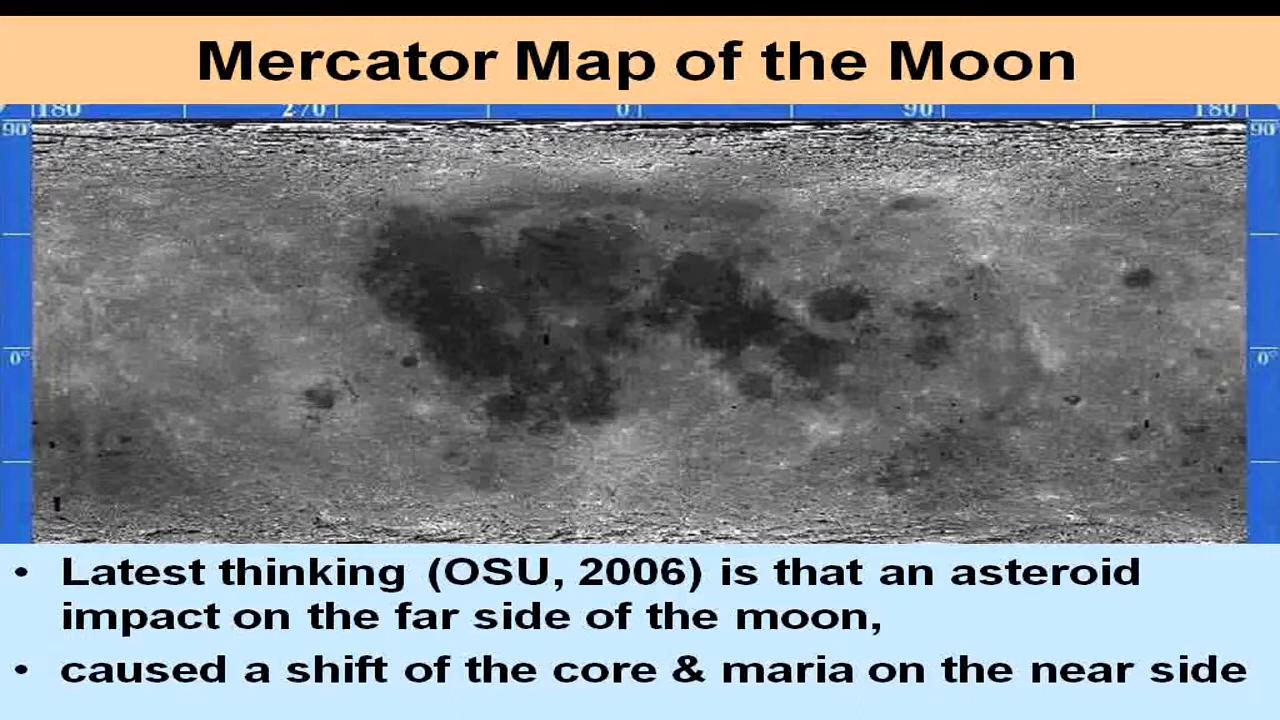 Mercator Map of the Moon
180 270 0 90 180
90 90
0° 0°
• Latest thinking (OSU, 2006) is that an asteroid
impact on the far side of the moon,
• caused a shift of the core & maria on the near side